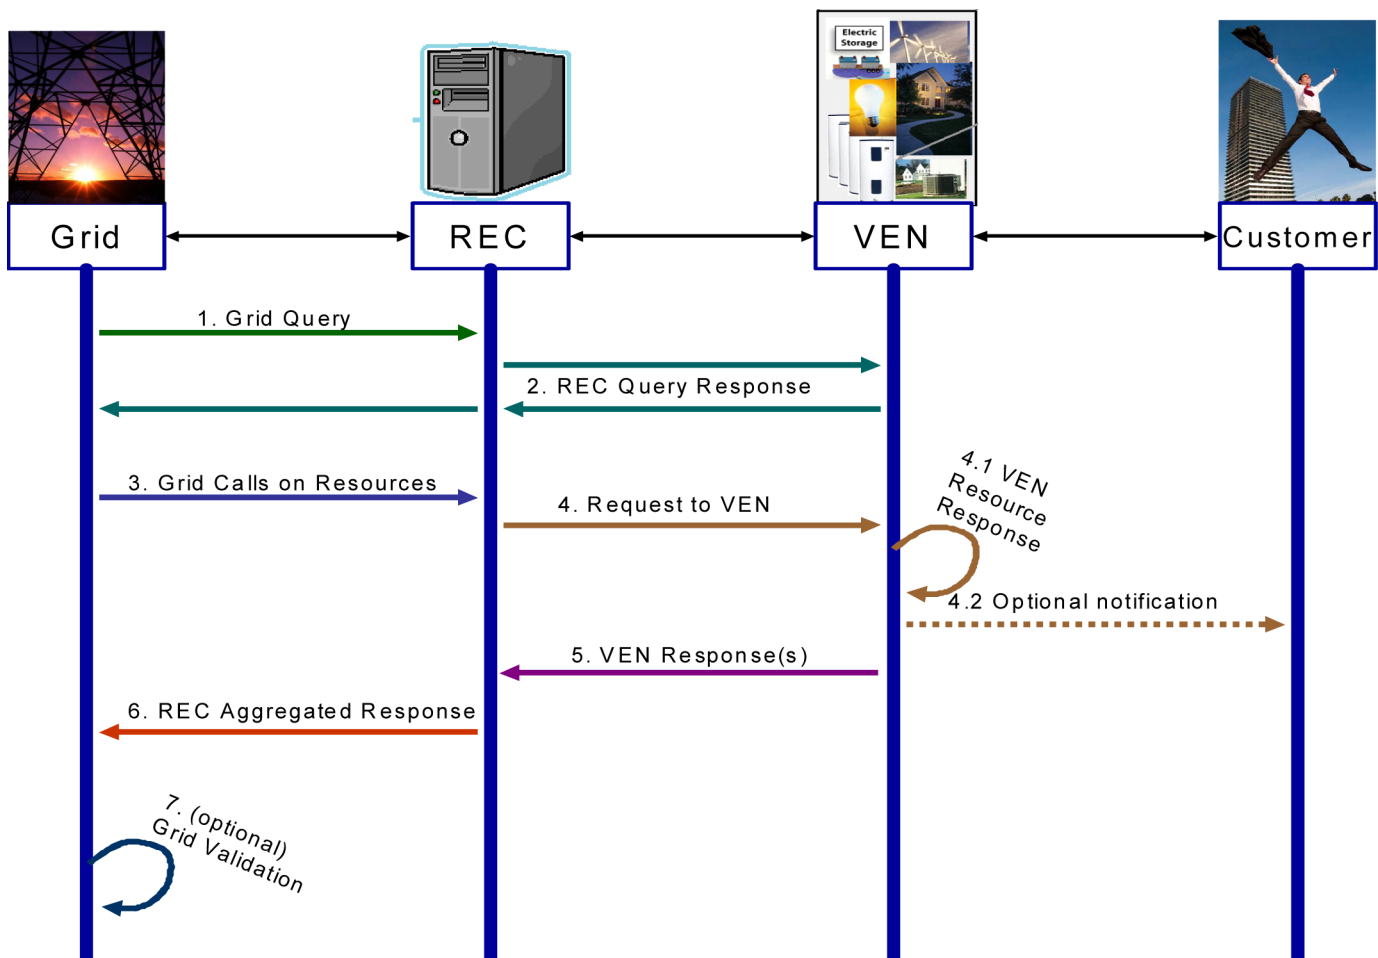 Electric
Storage
Grid
REC
VEN
Customer
1. Grid Query
2. REC Query Response
3. Grid Calls on Resources
4. Request to VEN
4.1 VEN
Resource
Response
4.2 Optional notification
5. VEN Response(s)
6. REC Aggregated Response
7. (optional)
Grid Validation